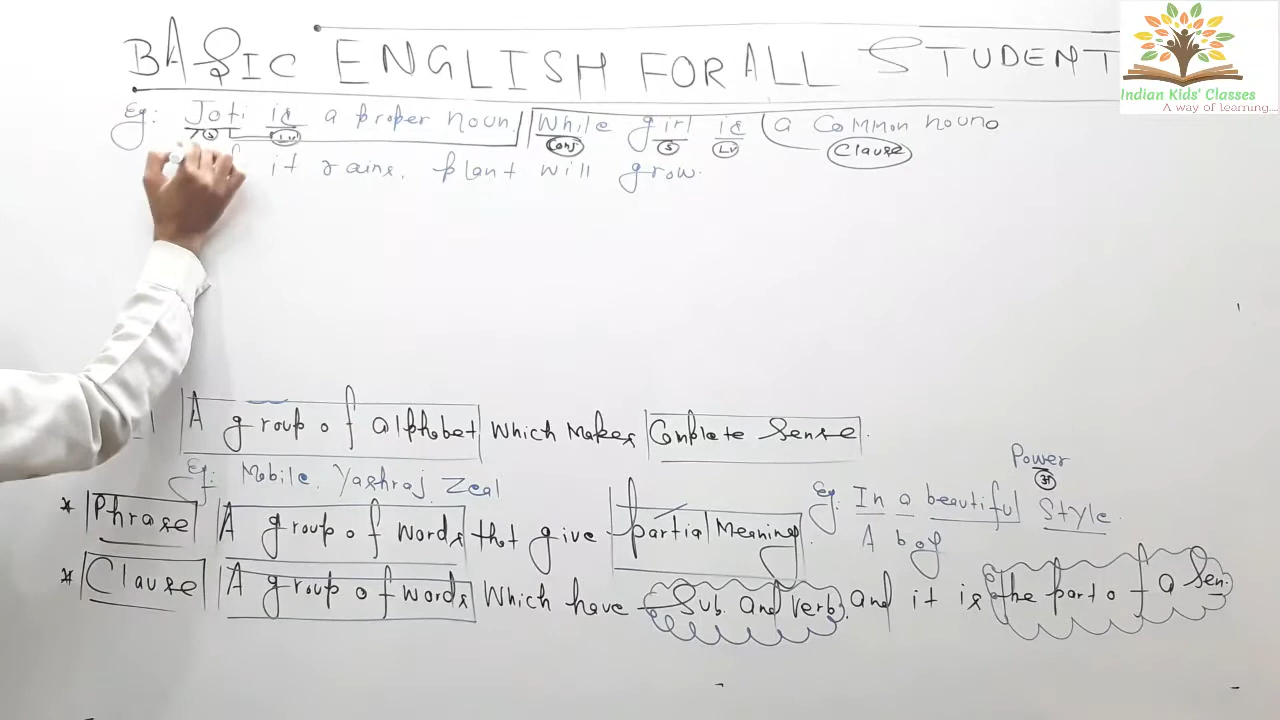 BASIC ENGLISH FOR ALL STUDENT
Indian Kids' Classes
A way of learning....
Eg: Joti is a proper noun, While girl is a common noun
S LV Conj S LV Clause
it rains, plant will grow.
A group of alphabet which makes Complete Sense.
Eg: Mobile, Yashraj, Zeal
Power
अ
* Phrase A group of words that give partial Meaning.
Eg: In a beautiful Style.
A boy
* Clause A group of words Which have Sub. and verb, and it is the part of a Sen.